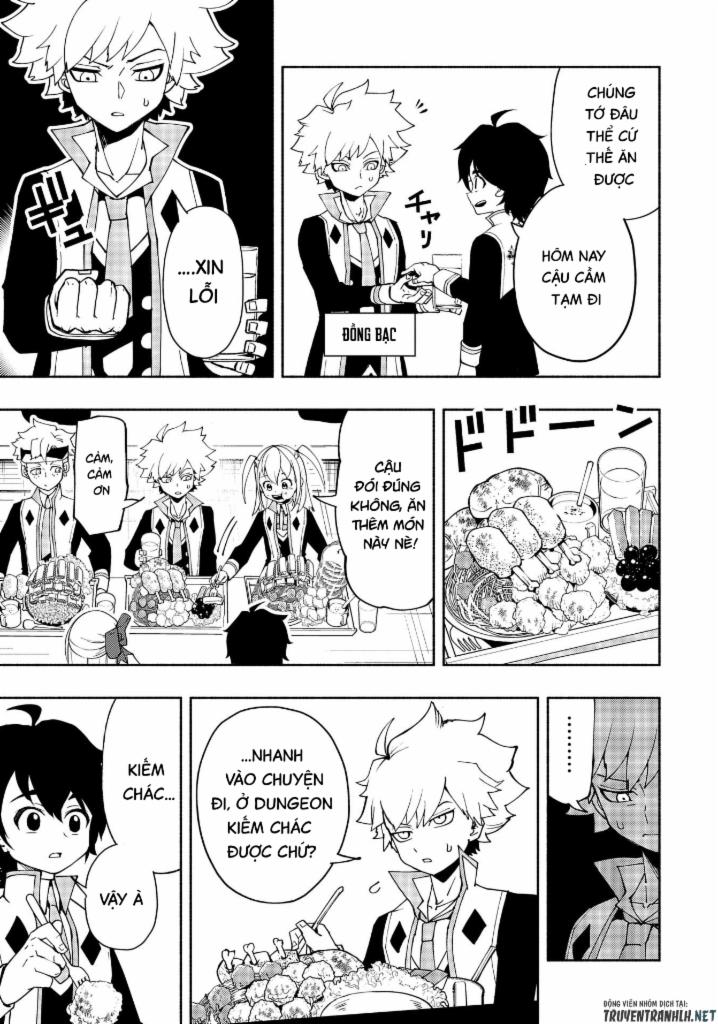 CHÚNG
TỚ ĐÂU
THỂ CỨ
THẾ ĂN
ĐƯỢC
HÔM NAY
CẬU CẦM
TẠM ĐI
チャリ
ĐỒNG BẠC
....XIN
LỖI
ギュ
ドドーン
CẬU
ĐÓI ĐÚNG
KHÔNG, ĂN
THÊM MÓN
NÀY NÈ!
CẢM,
CẢM
ƠN
.........
...NHANH
VÀO CHUYỆN
ĐI, Ở DUNGEON
KIẾM CHÁC
ĐƯỢC CHỨ?
KIẾM
CHÁC...
VẬY À
ĐỘNG VIÊN NHÓM DỊCH TẠI:
TRUYENTRANHLH.NET